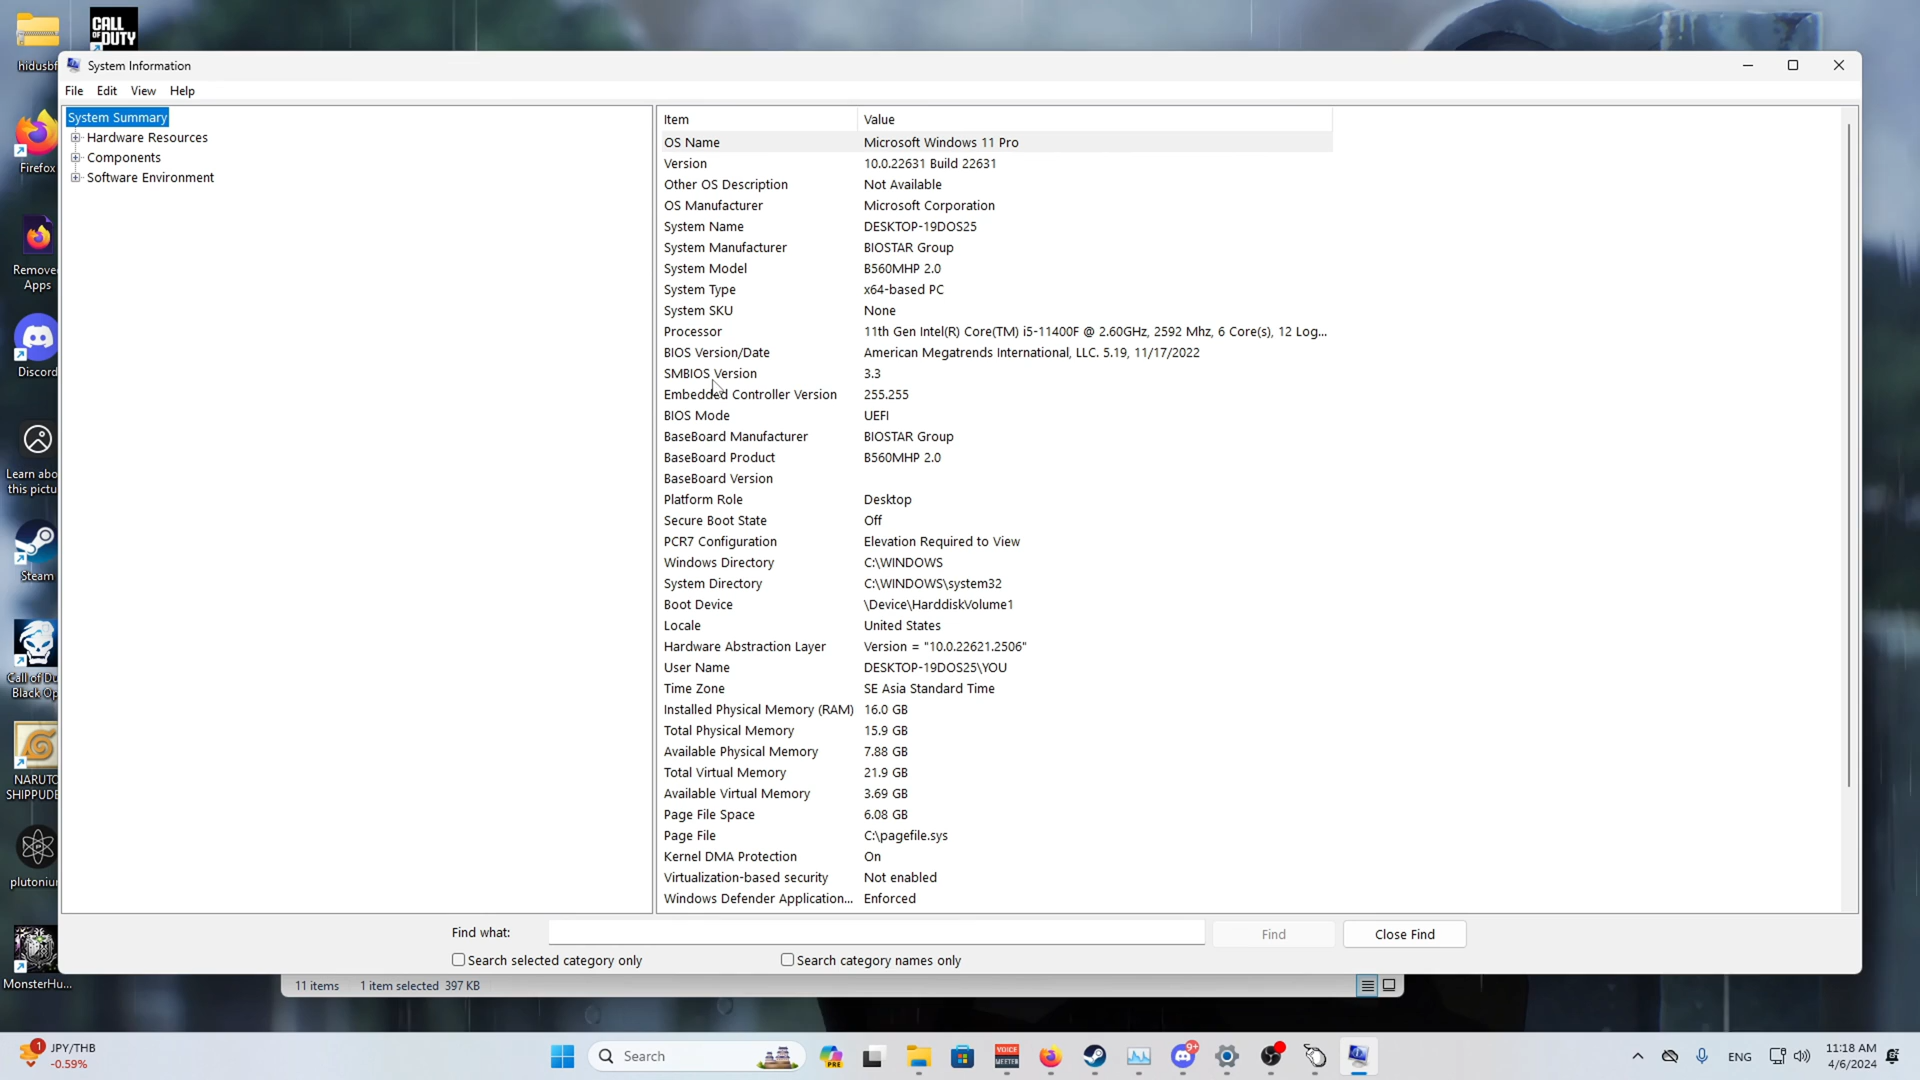 CALL OF DUTY
hidusbf
System Information
File Edit View Help
System Summary
Hardware Resources
Components
Software Environment
Item Value
OS Name Microsoft Windows 11 Pro
Version 10.0.22631 Build 22631
Other OS Description Not Available
OS Manufacturer Microsoft Corporation
System Name DESKTOP-19DOS25
System Manufacturer BIOSTAR Group
System Model B560MHP 2.0
System Type x64-based PC
System SKU None
Processor 11th Gen Intel(R) Core(TM) i5-11400F @ 2.60GHz, 2592 Mhz, 6 Core(s), 12 Log...
BIOS Version/Date American Megatrends International, LLC. 5.19, 11/17/2022
SMBIOS Version 3.3
Embedded Controller Version 255.255
BIOS Mode UEFI
BaseBoard Manufacturer BIOSTAR Group
BaseBoard Product B560MHP 2.0
BaseBoard Version
Platform Role Desktop
Secure Boot State Off
PCR7 Configuration Elevation Required to View
Windows Directory C:\WINDOWS
System Directory C:\WINDOWS\system32
Boot Device \Device\HarddiskVolume1
Locale United States
Hardware Abstraction Layer Version = "10.0.22621.2506"
User Name DESKTOP-19DOS25\YOU
Time Zone SE Asia Standard Time
Installed Physical Memory (RAM) 16.0 GB
Total Physical Memory 15.9 GB
Available Physical Memory 7.88 GB
Total Virtual Memory 21.9 GB
Available Virtual Memory 3.69 GB
Page File Space 6.08 GB
Page File C:\pagefile.sys
Kernel DMA Protection On
Virtualization-based security Not enabled
Windows Defender Application... Enforced
Find what: Find Close Find
Search selected category only Search category names only
11 items 1 item selected 397 KB
Firefox
Remove
Apps
Discord
Learn abo
this pictu
Steam
Call of Du
Black Op
NARUTO
SHIPPUDE
plutoniu
MonsterHu...
1 JPY/THB
-0.59%
Search
PRE
VOICE
MEETER
9+
ENG
11:18 AM
4/6/2024